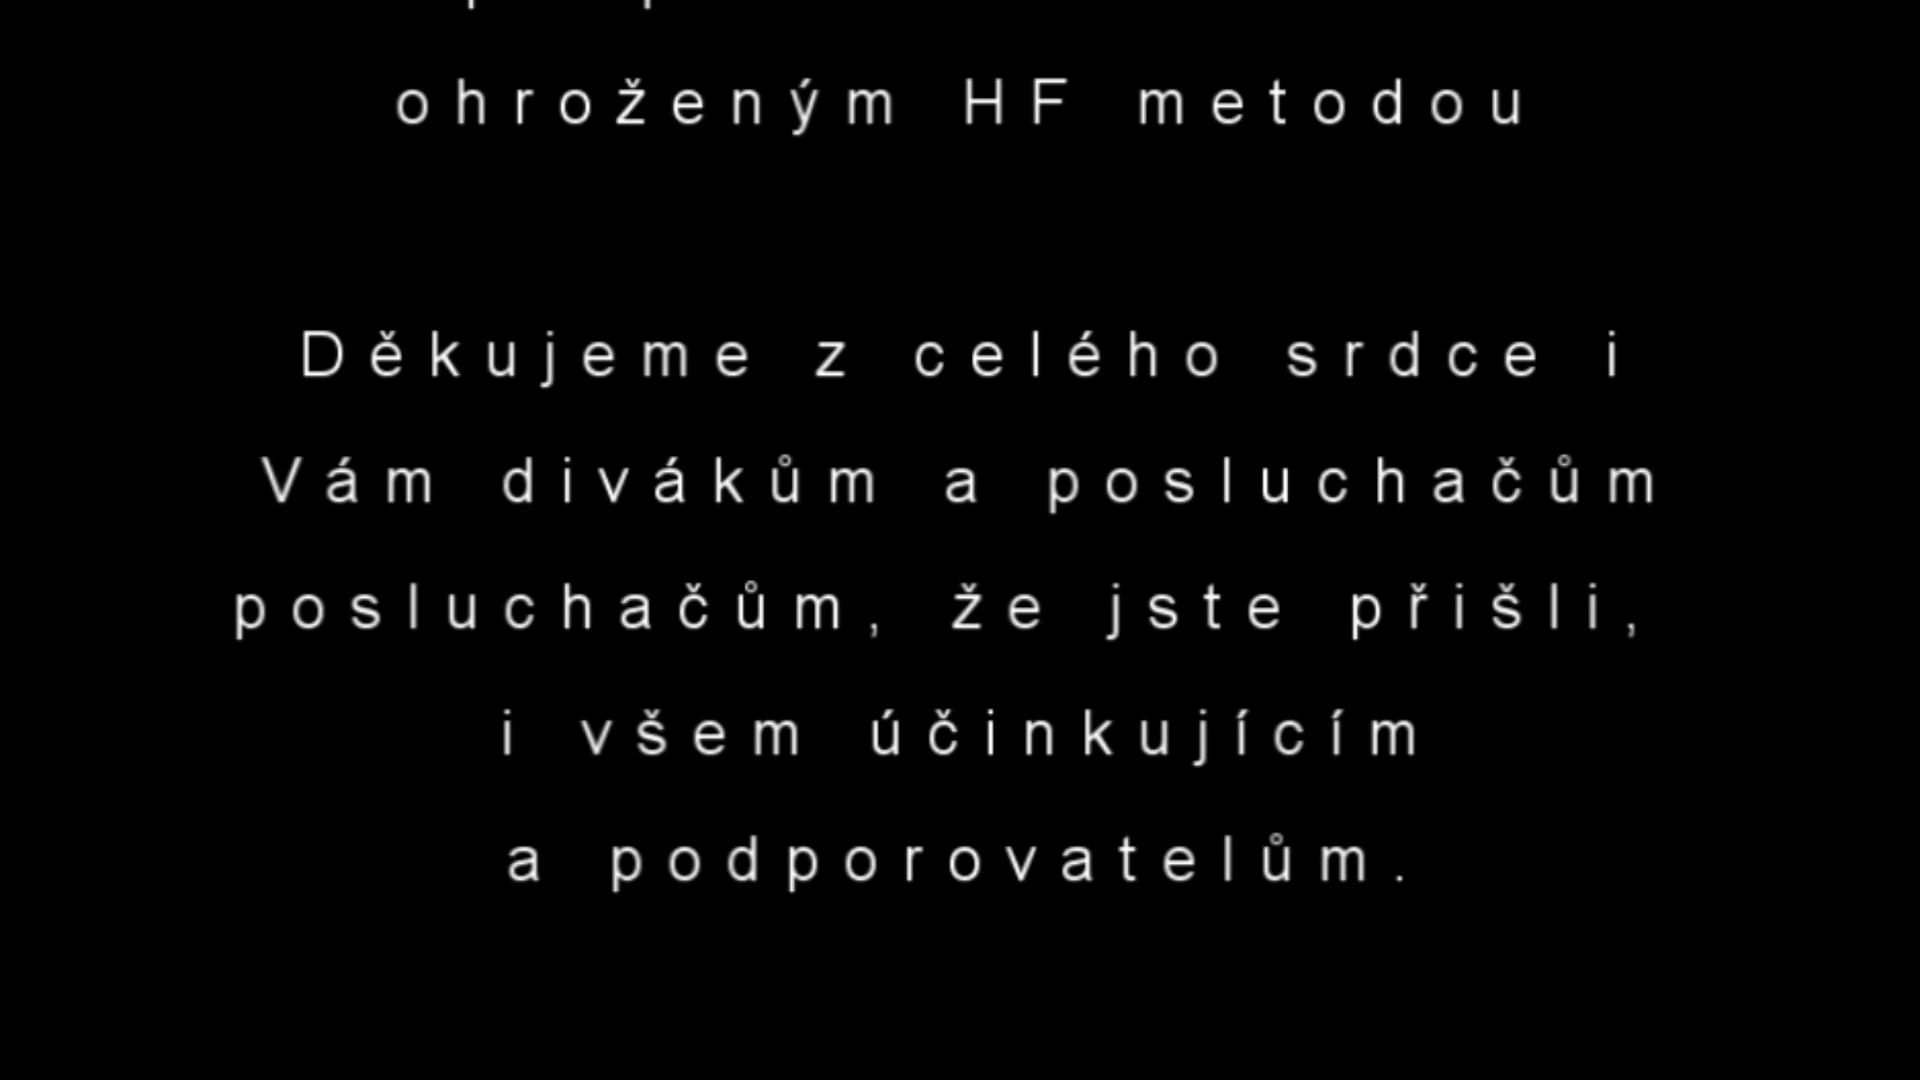 ohroženým HF metodou
Děkujeme z celého srdce i
Vám divákům a posluchačům
posluchačům, že jste přišli,
i všem účinkujícím
a podporovatelům.